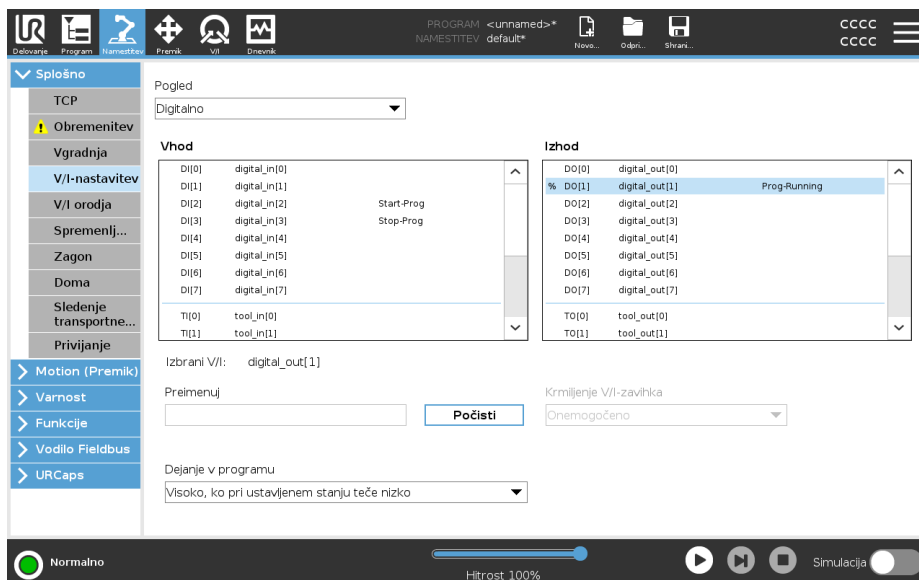 PROGRAM <unnamed>*
NAMESTITEV default*
CCCC
CCCC
UR
Delovanje
Program
Namestitev
Premik
V/I
Dnevnik
Novo...
Odpri...
Shrani...
Splošno
TCP
Obremenitev
Vgradnja
V/I-nastavitev
V/I orodja
Spremenlj...
Zagon
Doma
Sledenje
transportne...
Privijanje
Motion (Premik)
Varnost
Funkcije
Vodilo Fieldbus
URCaps
Pogled
Digitalno
Vhod
DI[0] digital_in[0]
DI[1] digital_in[1]
DI[2] digital_in[2] Start-Prog
DI[3] digital_in[3] Stop-Prog
DI[4] digital_in[4]
DI[5] digital_in[5]
DI[6] digital_in[6]
DI[7] digital_in[7]
TI[0] tool_in[0]
TI[1] tool_in[1]
Izhod
DO[0] digital_out[0]
% DO[1] digital_out[1] Prog-Running
DO[2] digital_out[2]
DO[3] digital_out[3]
DO[4] digital_out[4]
DO[5] digital_out[5]
DO[6] digital_out[6]
DO[7] digital_out[7]
TO[0] tool_out[0]
TO[1] tool_out[1]
Izbrani V/I: digital_out[1]
Preimenuj
Počisti
Krmiljenje V/I-zavihka
Onemogočeno
Dejanje v programu
Visoko, ko pri ustavljenem stanju teče nizko
Normalno
Hitrost 100%
Simulacija